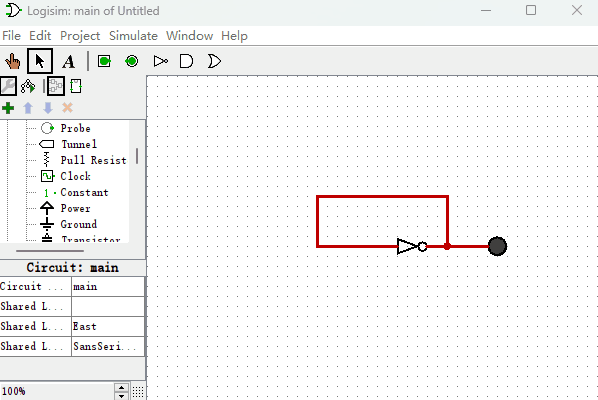 Logisim: main of Untitled
File Edit Project Simulate Window Help
A
Probe
Tunnel
Pull Resist
Clock
1 Constant
Power
Ground
Transistor
Circuit: main
Circuit ... main
Shared L...
Shared L... East
Shared L... SansSeri...
100%